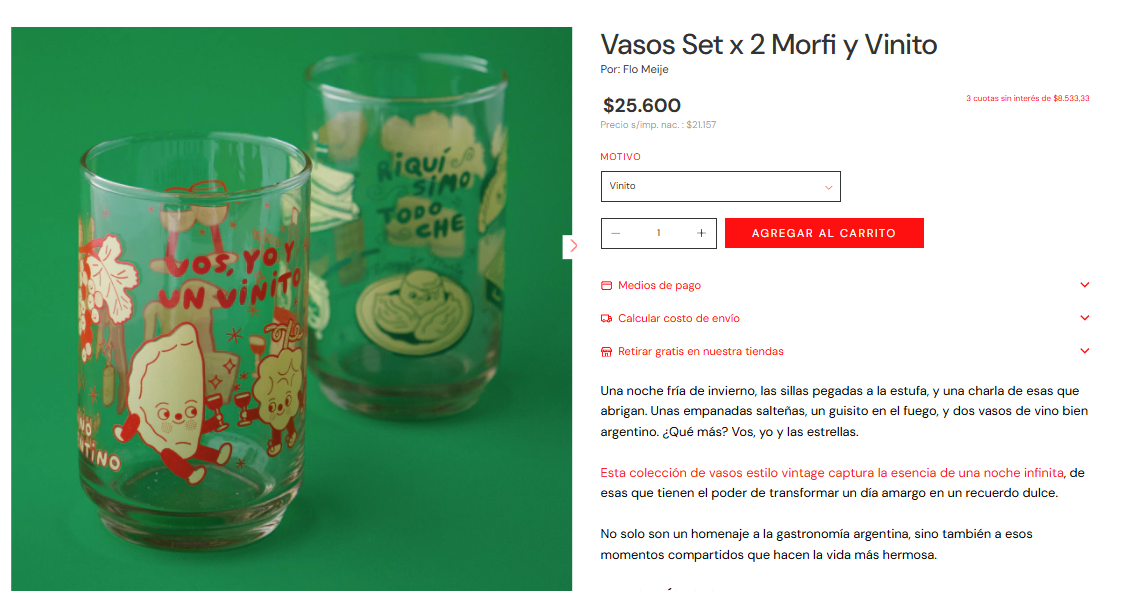 Vasos Set x 2 Morfi y Vinito
Por: Flo Meije
$25.600
3 cuotas sin interés de $8.533,33
Precio s/imp. nac. : $21.157
MOTIVO
Vinito
1
AGREGAR AL CARRITO
Medios de pago
Calcular costo de envío
Retirar gratis en nuestra tiendas
Una noche fría de invierno, las sillas pegadas a la estufa, y una charla de esas que
abrigan. Unas empanadas salteñas, un guisito en el fuego, y dos vasos de vino bien
argentino. ¿Qué más? Vos, yo y las estrellas.
Esta colección de vasos estilo vintage captura la esencia de una noche infinita, de
esas que tienen el poder de transformar un día amargo en un recuerdo dulce.
No solo son un homenaje a la gastronomía argentina, sino también a esos
momentos compartidos que hacen la vida más hermosa.
RIQUÍ
SIMO
TODO
CHE
VOS, YO Y
UN VINITO